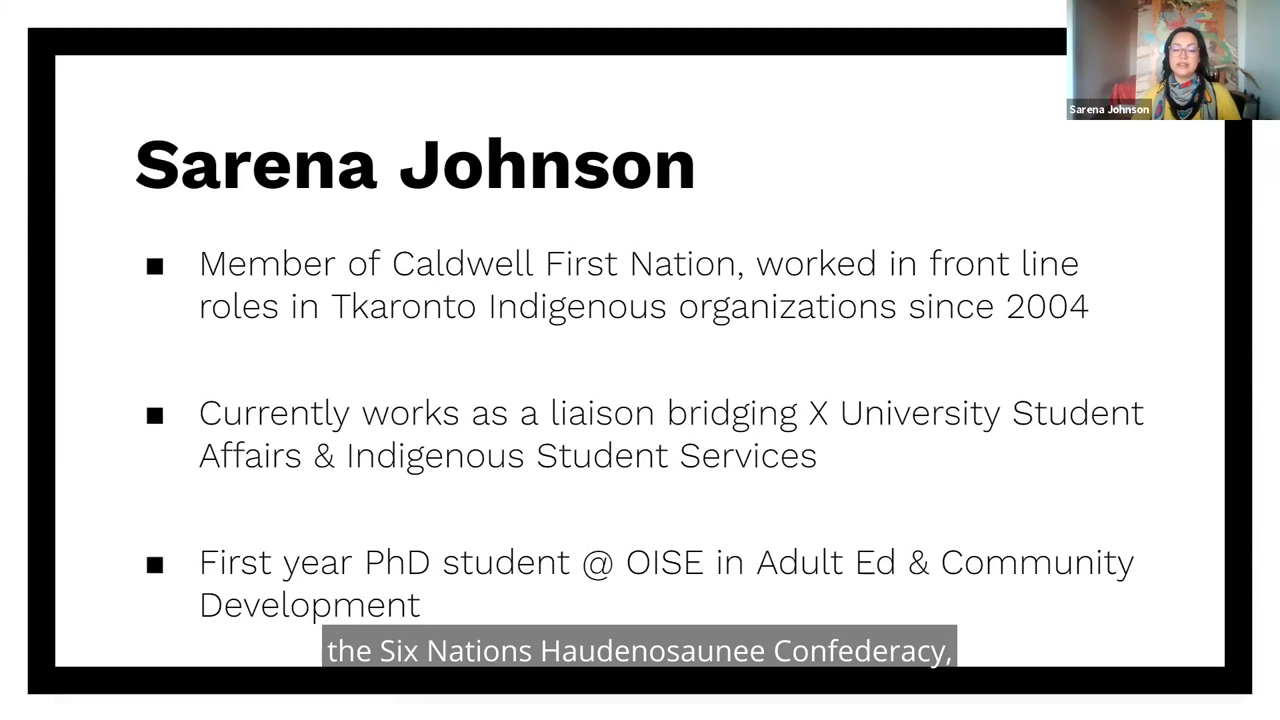 Sarena Johnson
Sarena Johnson
■ Member of Caldwell First Nation, worked in front line
roles in Tkaronto Indigenous organizations since 2004
■ Currently works as a liaison bridging X University Student
Affairs & Indigenous Student Services
■ First year PhD student @ OISE in Adult Ed & Community
Development
the Six Nations Haudenosaunee Confederacy,